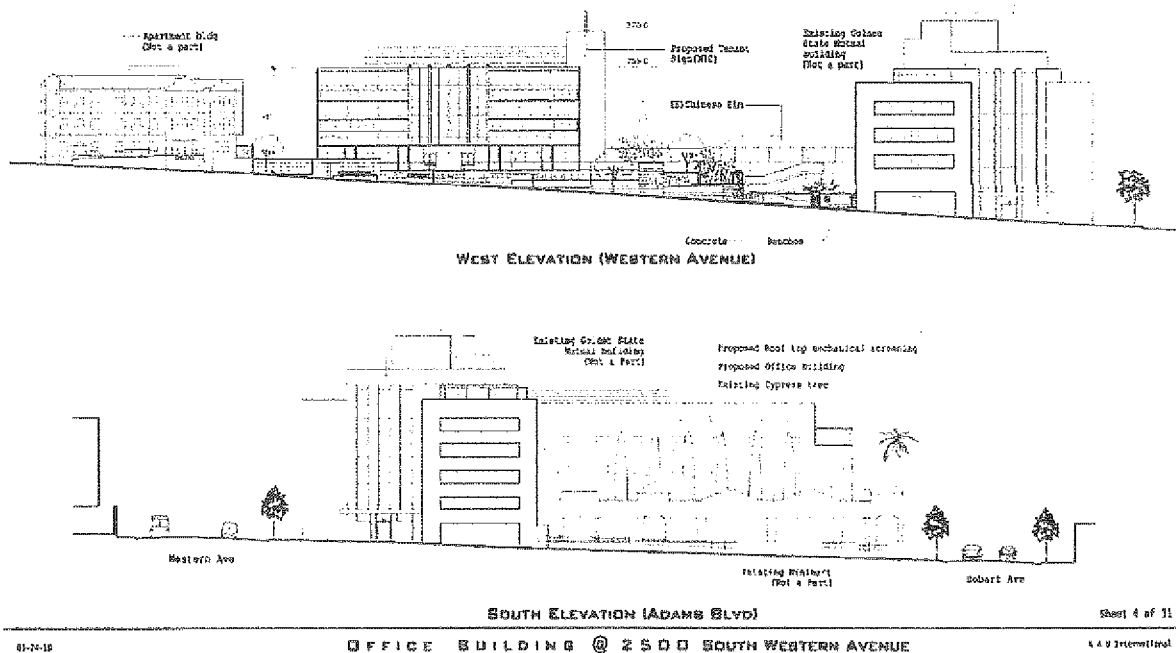 Apartment bldg
(Not a part)
Proposed Tenant
Sign
Existing Golden
State Mutual
building
(Not a part)
Chinese Elm
Concrete Benches
WEST ELEVATION (WESTERN AVENUE)
Existing Golden State
Mutual building
(Not a Part)
Proposed Roof top mechanical screening
Proposed Office Building
Existing Cypress tree
Western Ave
Existing Minimart
(Not a Part)
Hobart Ave
SOUTH ELEVATION (ADAMS BLVD)
Sheet 4 of 11
OFFICE BUILDING @ 2500 SOUTH WESTERN AVENUE
International